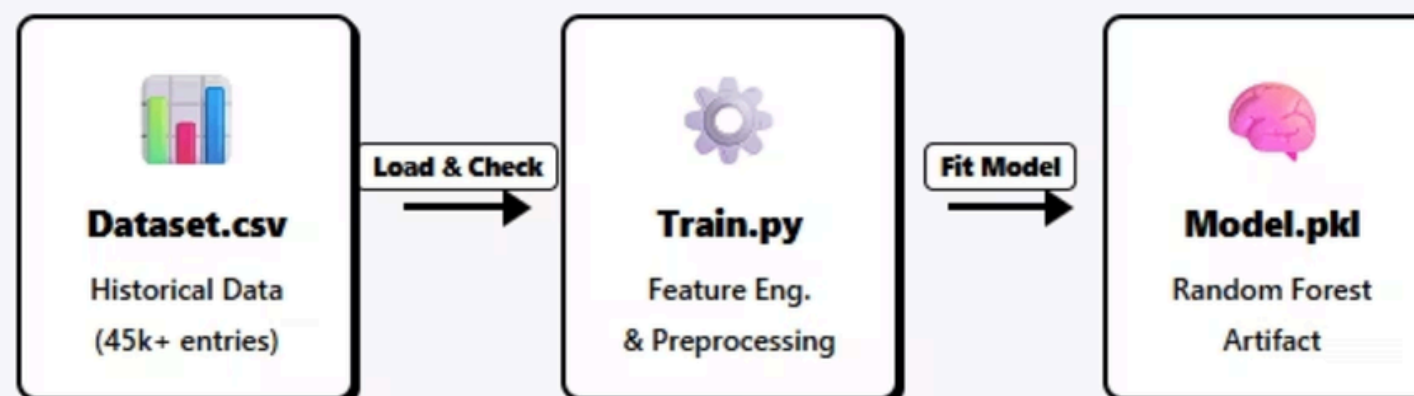 Dataset.csv
Historical Data
(45k+ entries)
Load & Check
Train.py
Feature Eng.
& Preprocessing
Fit Model
Model.pkl
Random Forest
Artifact